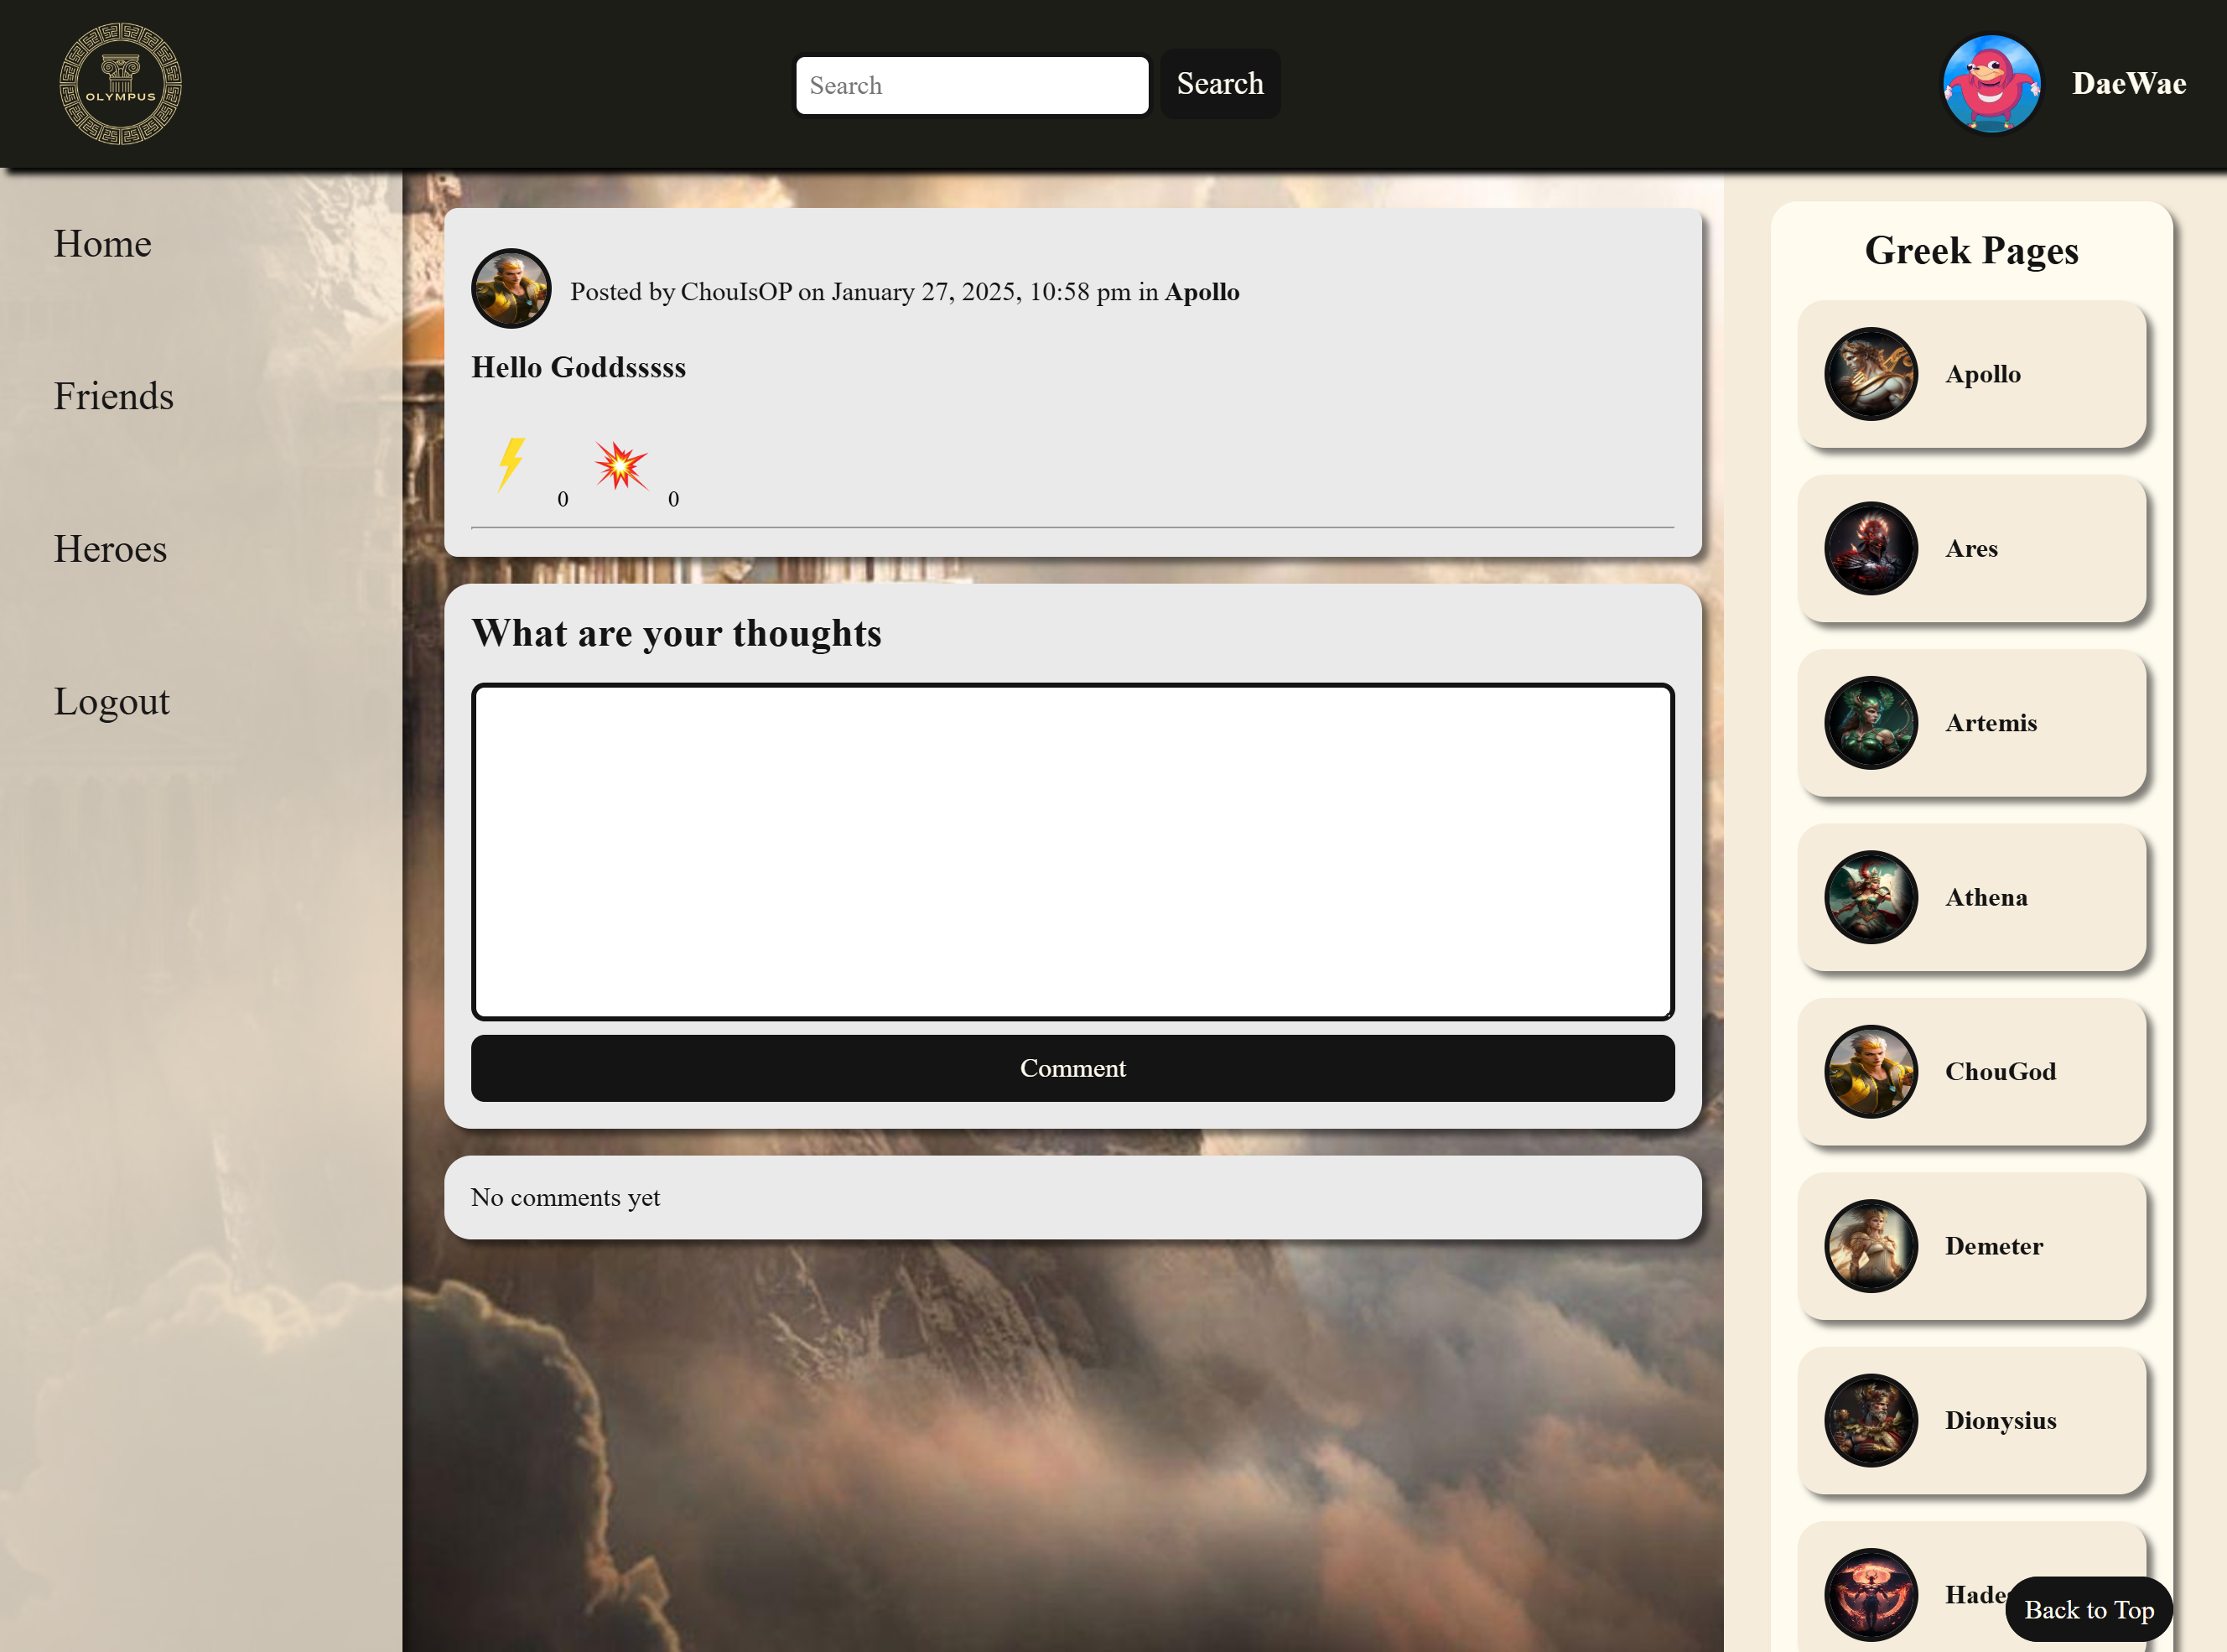 OLYMPUS
Search
Search
DaeWae
Home
Friends
Heroes
Logout
Posted by ChouIsOP on January 27, 2025, 10:58 pm in Apollo
Hello Goddsssss
0
0
What are your thoughts
Comment
No comments yet
Greek Pages
Apollo
Ares
Artemis
Athena
ChouGod
Demeter
Dionysius
Hades
Back to Top